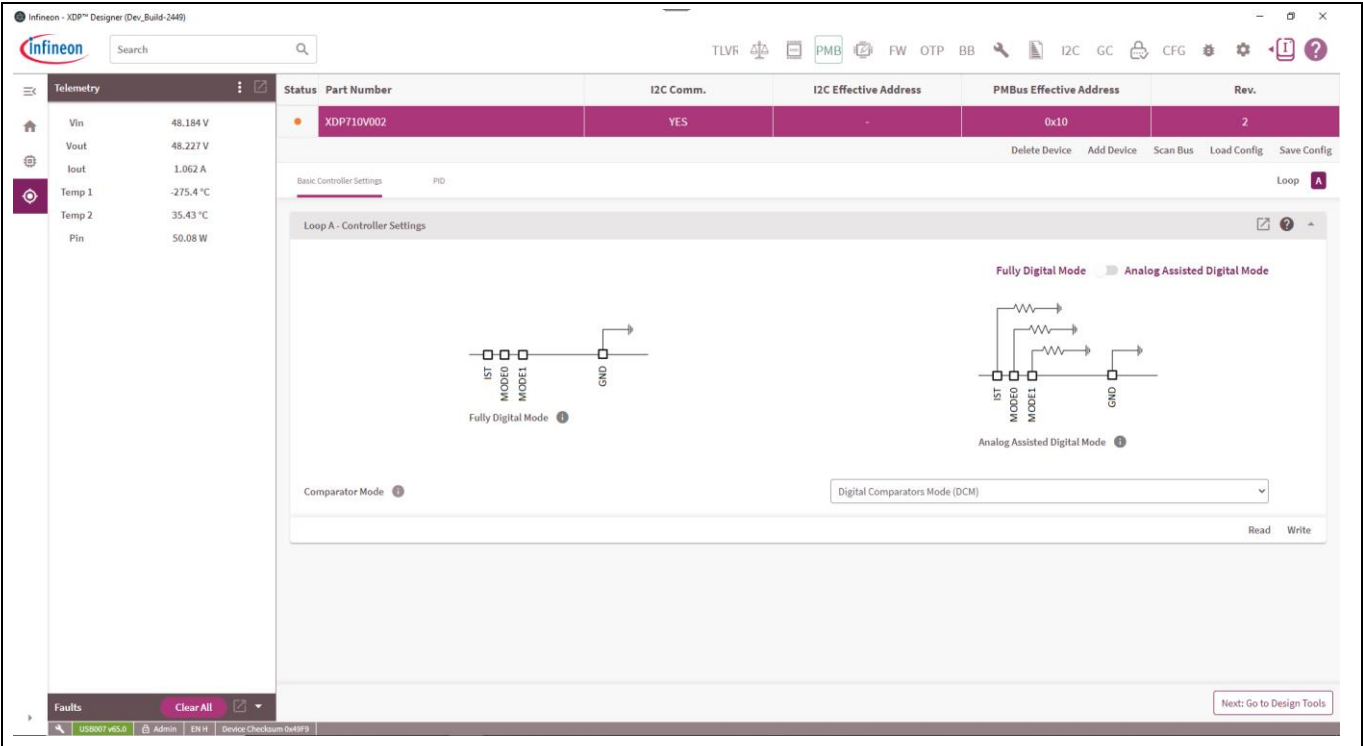 Infineon - XDP™ Designer (Dev_Build-2449)
infineon
Search
TLVR PMB FW OTP BB I2C GC CFG
Telemetry
Vin 48.184 V
Vout 48.227 V
Iout 1.062 A
Temp 1 -275.4 °C
Temp 2 35.43 °C
Pin 50.08 W
Status Part Number I2C Comm. I2C Effective Address PMBus Effective Address Rev.
XDP710V002 YES - 0x10 2
Delete Device Add Device Scan Bus Load Config Save Config
Basic Controller Settings PID Loop A
Loop A - Controller Settings
Fully Digital Mode Analog Assisted Digital Mode
IST MODE0 MODE1 GND
Fully Digital Mode
IST MODE0 MODE1 GND
Analog Assisted Digital Mode
Comparator Mode Digital Comparators Mode (DCM)
Read Write
Next: Go to Design Tools
Faults Clear All
USB007 v65.0 Admin EN H Device Checksum 0x49F9